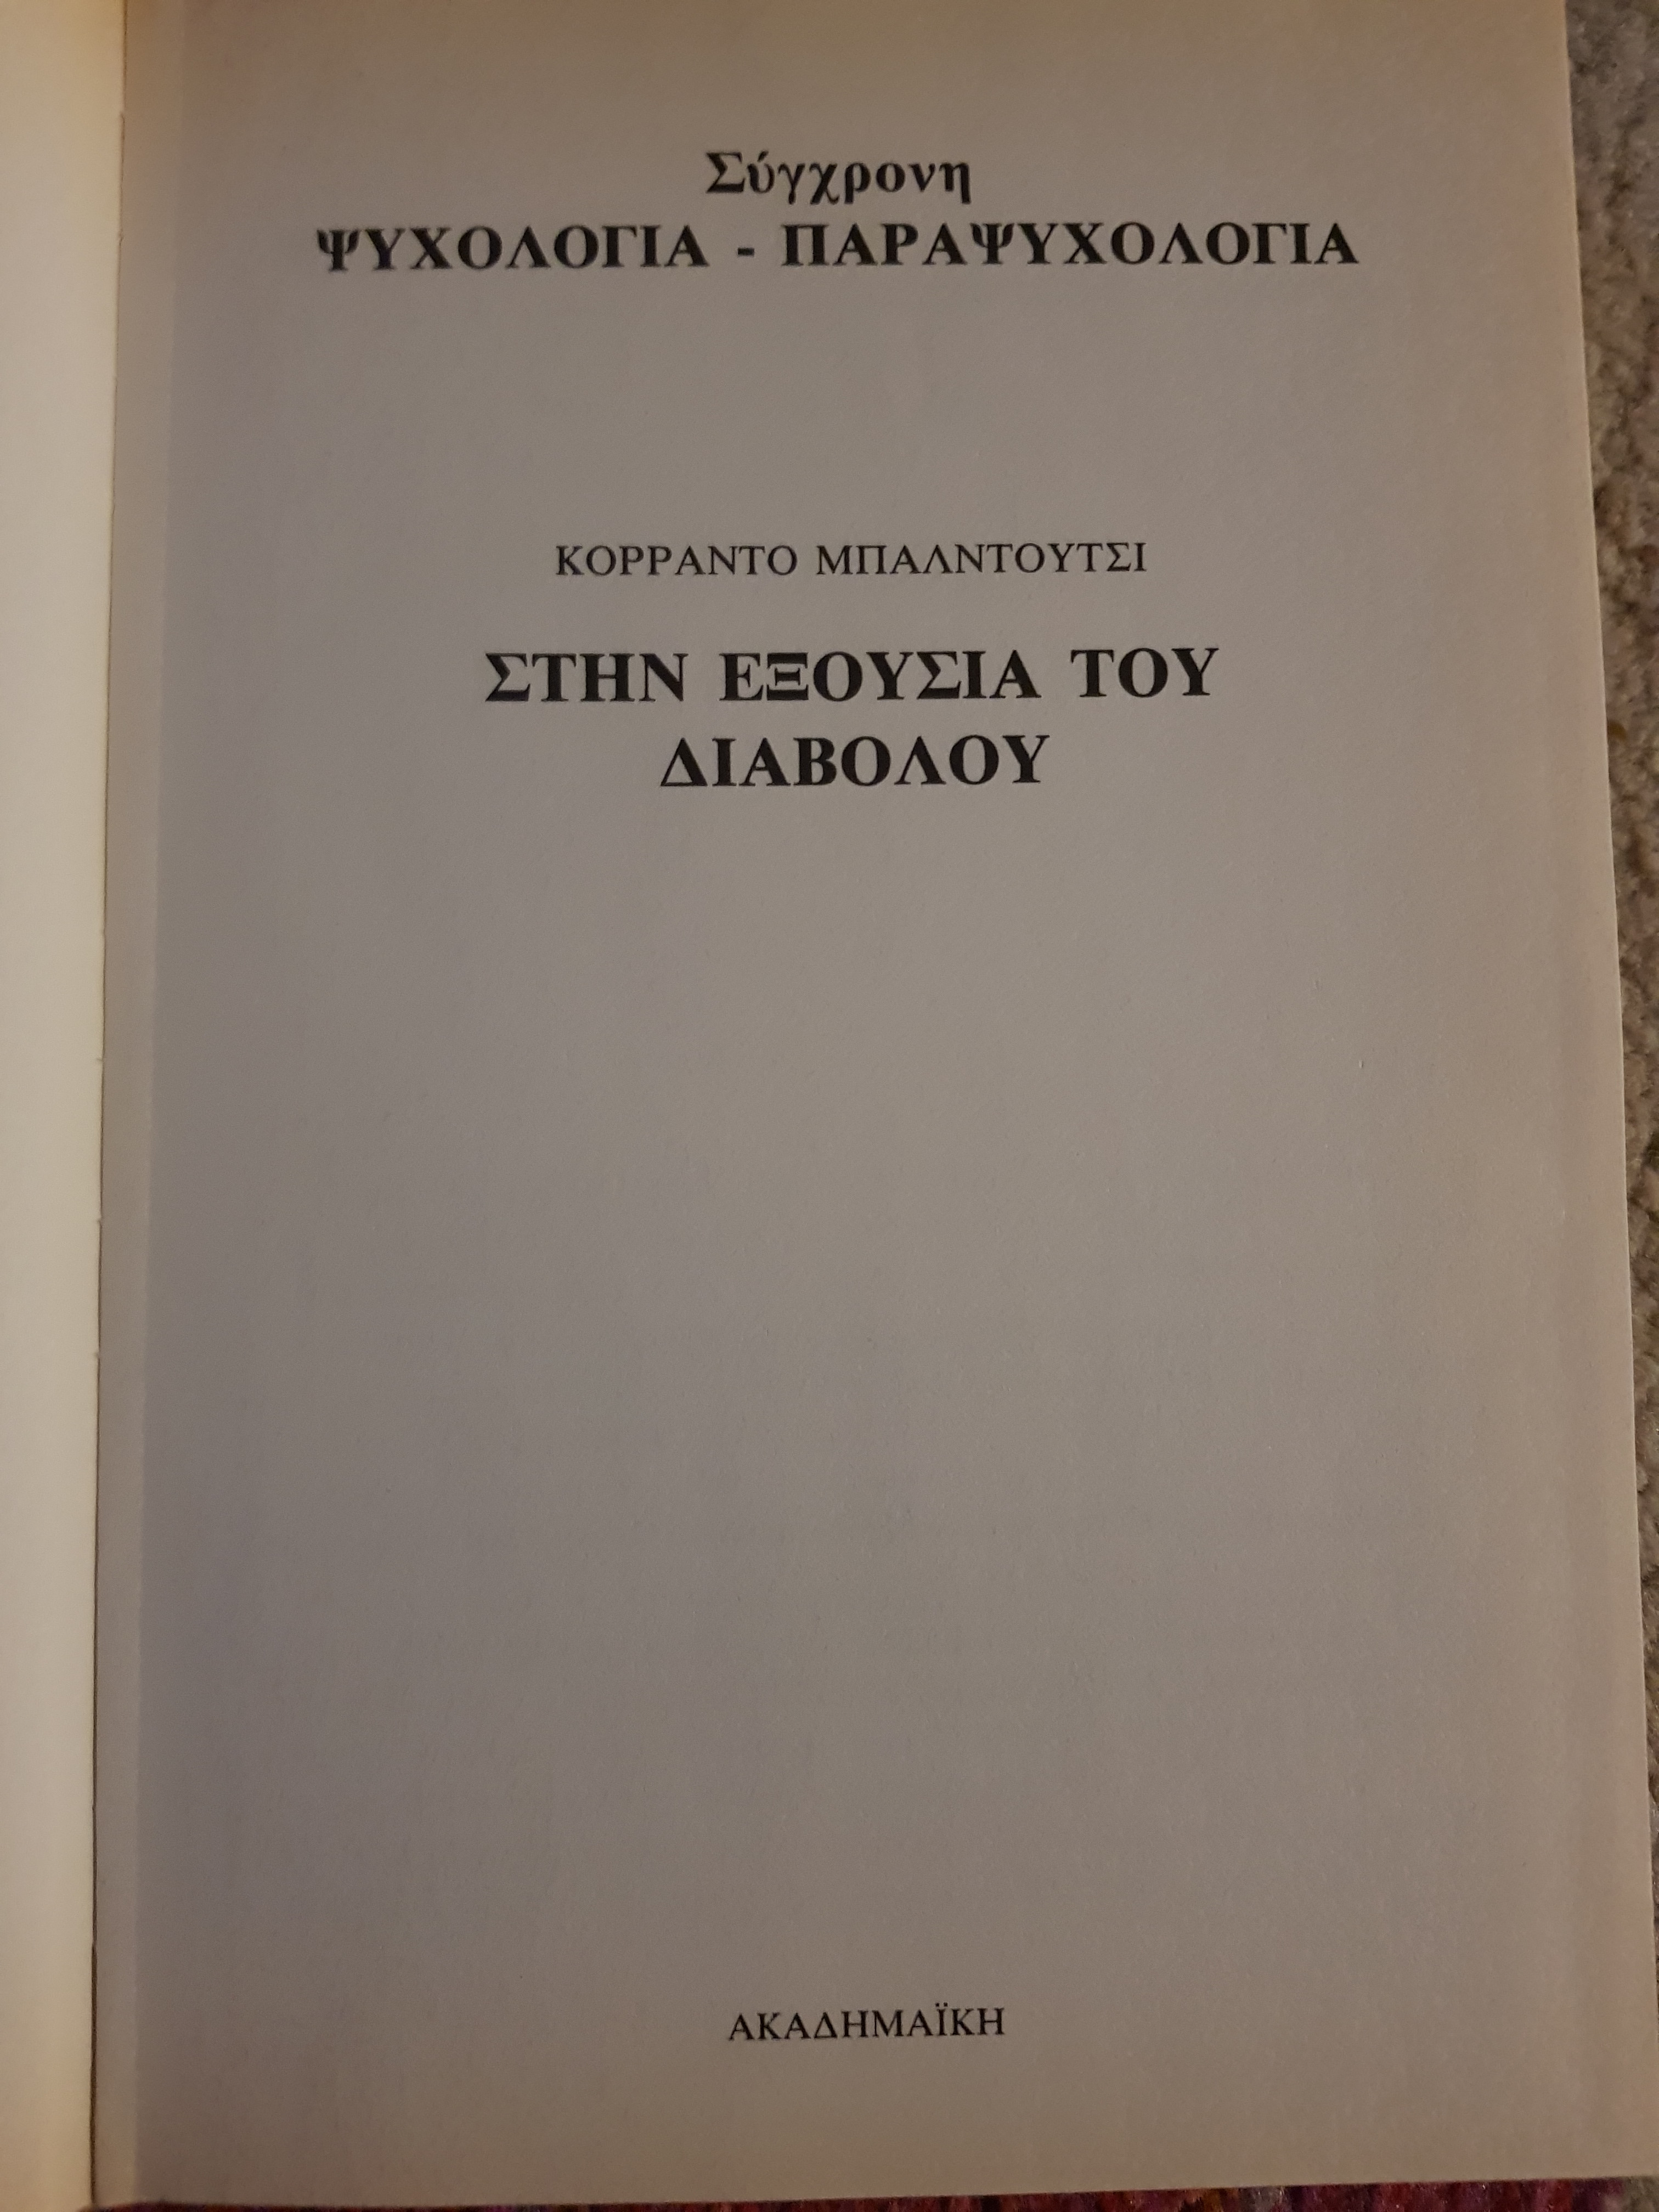 Σύγχρονη
ΨΥΧΟΛΟΓΙΑ - ΠΑΡΑΨΥΧΟΛΟΓΙΑ
ΚΟΡΡΑΝΤΟ ΜΠΑΛΝΤΟΥΤΣΙ
ΣΤΗΝ ΕΞΟΥΣΙΑ ΤΟΥ
ΔΙΑΒΟΛΟΥ
ΑΚΑΔΗΜΑΪΚΗ